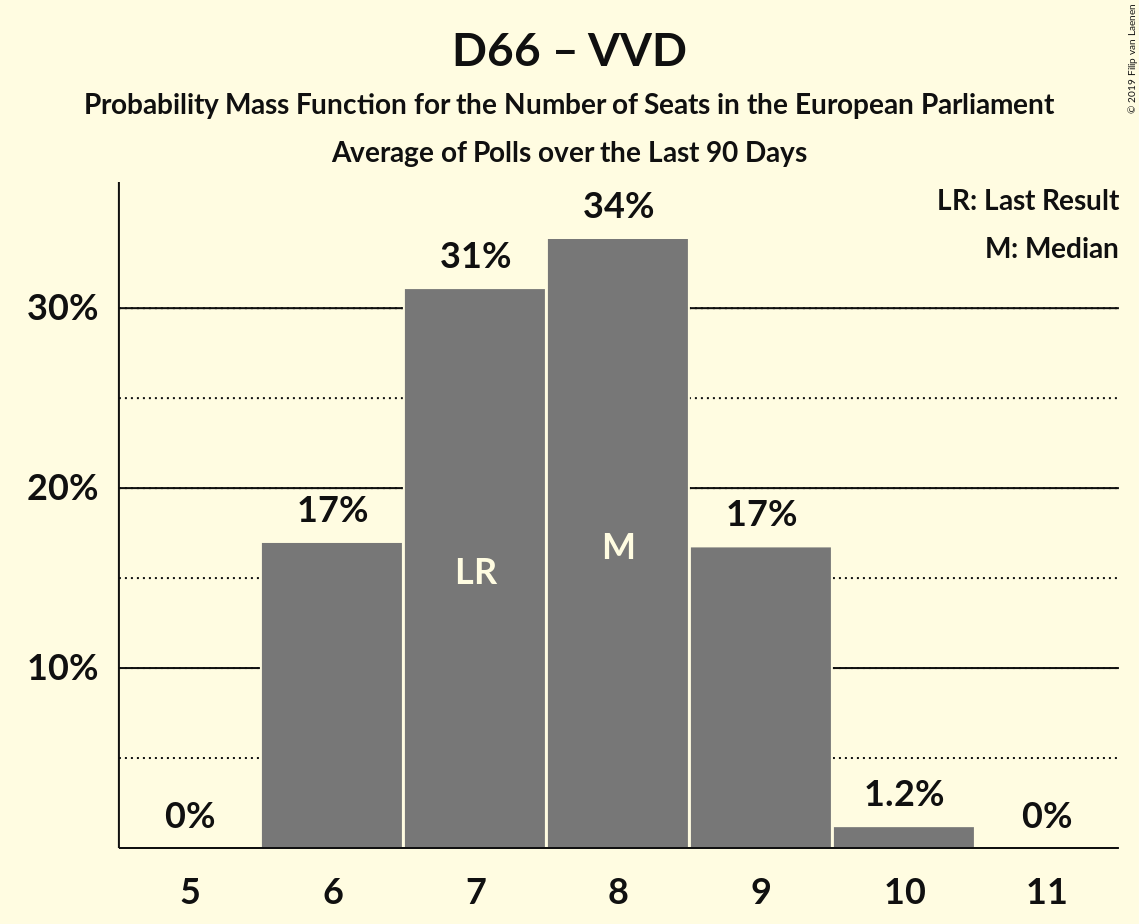 D66 – VVD
Probability Mass Function for the Number of Seats in the European Parliament
Average of Polls over the Last 90 Days
© 2019 Filip van Laenen
LR: Last Result
M: Median
34%
31%
30%
20%
17%
17%
LR
M
10%
0%
1.2%
0%
5 6 7 8 9 10 11